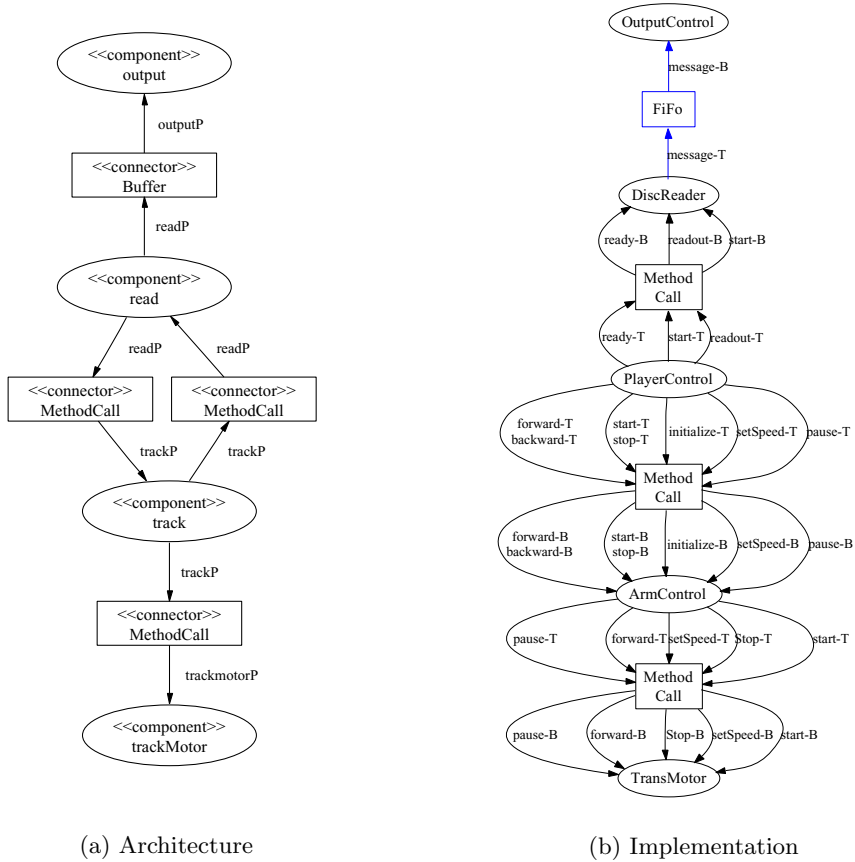 <<component>>
output
outputP
<<connector>>
Buffer
readP
<<component>>
read
readP
readP
<<connector>>
MethodCall
<<connector>>
MethodCall
trackP
trackP
<<component>>
track
trackP
<<connector>>
MethodCall
trackmotorP
<<component>>
trackMotor
(a) Architecture
OutputControl
message-B
FiFo
message-T
DiscReader
ready-B
readout-B
start-B
Method
Call
ready-T
start-T
readout-T
PlayerControl
forward-T
backward-T
start-T
stop-T
initialize-T
setSpeed-T
pause-T
Method
Call
forward-B
backward-B
start-B
stop-B
initialize-B
setSpeed-B
pause-B
ArmControl
pause-T
forward-T
setSpeed-T
Stop-T
start-T
Method
Call
pause-B
forward-B
Stop-B
setSpeed-B
start-B
TransMotor
(b) Implementation